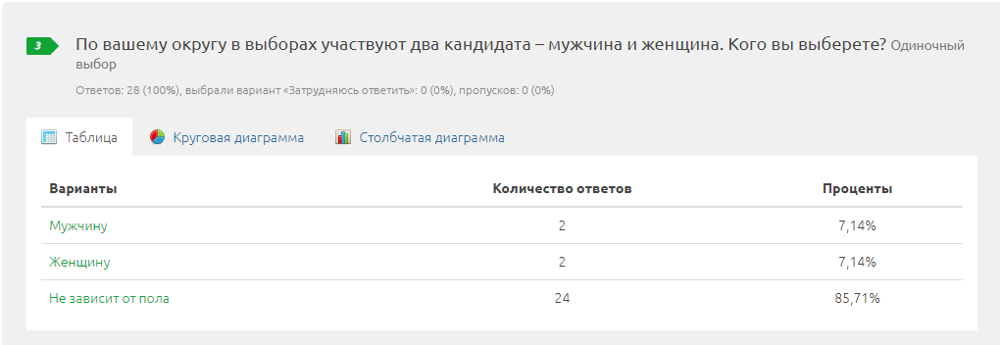 3
По вашему округу в выборах участвуют два кандидата – мужчина и женщина. Кого вы выберете? Одиночный
выбор
Ответов: 28 (100%), выбрали вариант «Затрудняюсь ответить»: 0 (0%), пропусков: 0 (0%)
Таблица Круговая диаграмма Столбчатая диаграмма
Варианты Количество ответов Проценты
Мужчину 2 7,14%
Женщину 2 7,14%
Не зависит от пола 24 85,71%